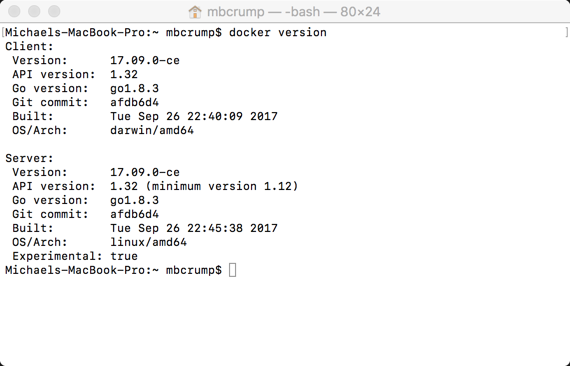 mbcrump — -bash — 80×24
[Michaels-MacBook-Pro:~ mbcrump$ docker version ]
Client:
 Version:      17.09.0-ce
 API version:  1.32
 Go version:   go1.8.3
 Git commit:   afdb6d4
 Built:        Tue Sep 26 22:40:09 2017
 OS/Arch:      darwin/amd64

Server:
 Version:      17.09.0-ce
 API version:  1.32 (minimum version 1.12)
 Go version:   go1.8.3
 Git commit:   afdb6d4
 Built:        Tue Sep 26 22:45:38 2017
 OS/Arch:      linux/amd64
 Experimental: true
Michaels-MacBook-Pro:~ mbcrump$